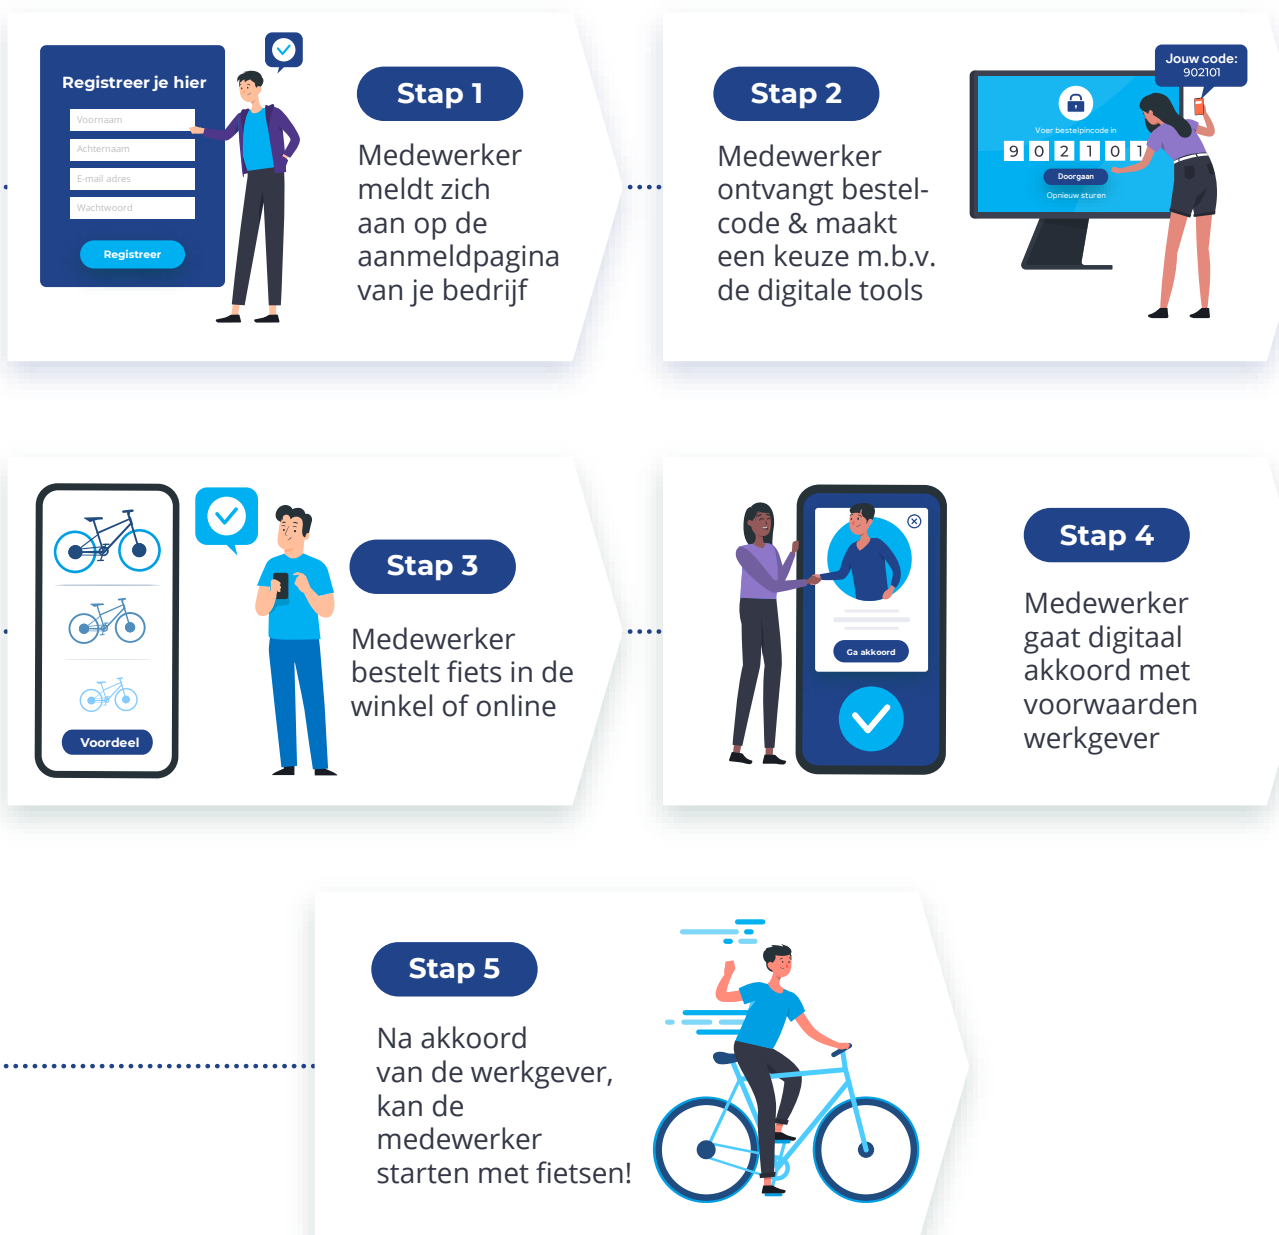 Registreer je hier
Voornaam
Achternaam
E-mail adres
Wachtwoord
Registreer
Stap 1
Medewerker
meldt zich
aan op de
aanmeldpagina
van je bedrijf
Stap 2
Medewerker
ontvangt bestel-
code & maakt
een keuze m.b.v.
de digitale tools
Jouw code:
902101
Voer bestelpincode in
9 0 2 1 0 1
Doorgaan
Opnieuw sturen
Voordeel
Stap 3
Medewerker
bestelt fiets in de
winkel of online
Ga akkoord
Stap 4
Medewerker
gaat digitaal
akkoord met
voorwaarden
werkgever
Stap 5
Na akkoord
van de werkgever,
kan de
medewerker
starten met fietsen!